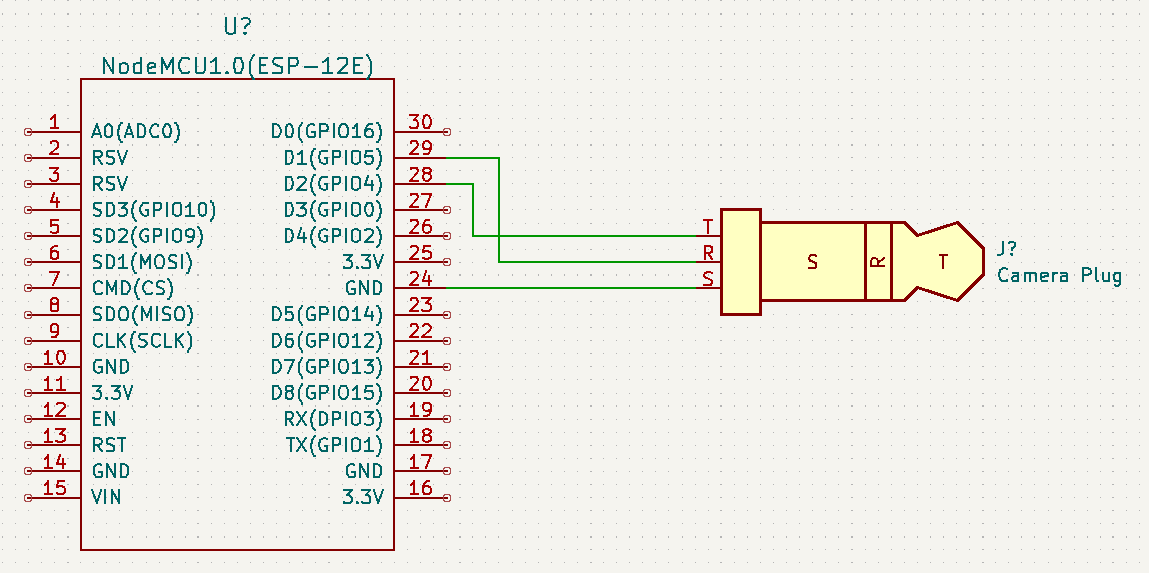 U?
NodeMCU1.0(ESP-12E)
1 A0(ADC0) D0(GPIO16) 30
2 RSV D1(GPIO5) 29
3 RSV D2(GPIO4) 28
4 SD3(GPIO10) D3(GPIO0) 27
5 SD2(GPIO9) D4(GPIO2) 26
6 SD1(MOSI) 3.3V 25
7 CMD(CS) GND 24
8 SDO(MISO) D5(GPIO14) 23
9 CLK(SCLK) D6(GPIO12) 22
10 GND D7(GPIO13) 21
11 3.3V D8(GPIO15) 20
12 EN RX(DPIO3) 19
13 RST TX(GPIO1) 18
14 GND GND 17
15 VIN 3.3V 16
T
R
S
S R T
J?
Camera Plug